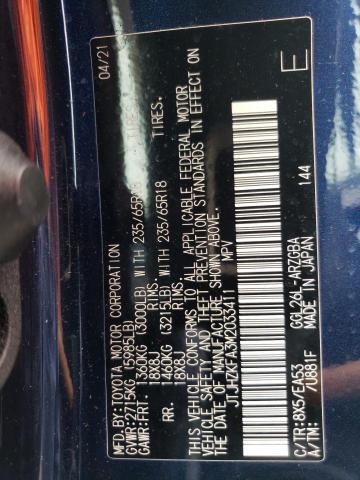 MFD.BY:TOYOTA MOTOR CORPORATION 04/21
GVWR:2715KG (5985LB)
GAWR:FRT. 1360KG (3000LB) WITH 235/65R18 TIRES,
18X8J RIMS,
RR. 1460KG (3215LB) WITH 235/65R18 TIRES,
18X8J RIMS,
THIS VEHICLE CONFORMS TO ALL APPLICABLE FEDERAL MOTOR
VEHICLE SAFETY AND THEFT PREVENTION STANDARDS IN EFFECT ON
THE DATE OF MANUFACTURE SHOWN ABOVE.
JTJHZKFA3M2033411 MPV
E
144
C/TR:8X5/EA53 GGL26L-ARZGBA
A/TM: /U881F MADE IN JAPAN